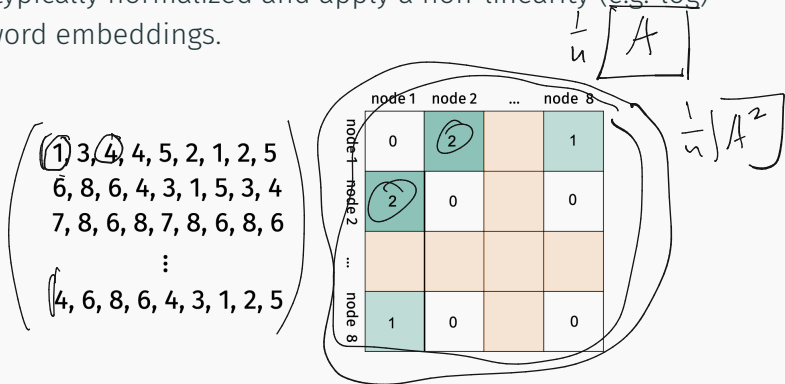 typically normalized and apply a non-linearity (e.g. log)
word embeddings.
1/n A
1/n A²
1, 3, 4, 4, 5, 2, 1, 2, 5
6, 8, 6, 4, 3, 1, 5, 3, 4
7, 8, 6, 8, 7, 8, 6, 8, 6
⋮
4, 6, 8, 6, 4, 3, 1, 2, 5
node 1 node 2 ... node 8
node 1 0 2 1
node 2 2 0 0
...
node 8 1 0 0